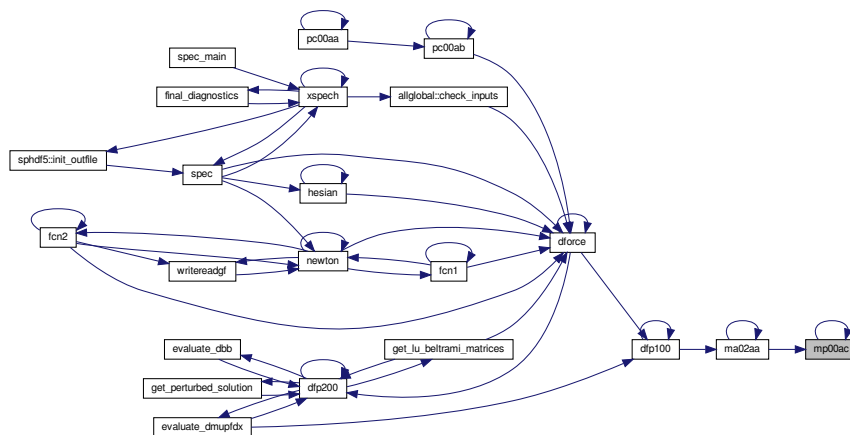 pc00aa
pc00ab
spec_main
final_diagnostics
xspech
allglobal::check_inputs
sphdf5::init_outfile
spec
hesian
fcn2
dforce
writereadgf
newton
fcn1
evaluate_dbb
get_lu_beltrami_matrices
dfp100
ma02aa
mp00ac
get_perturbed_solution
dfp200
evaluate_dmupfdx